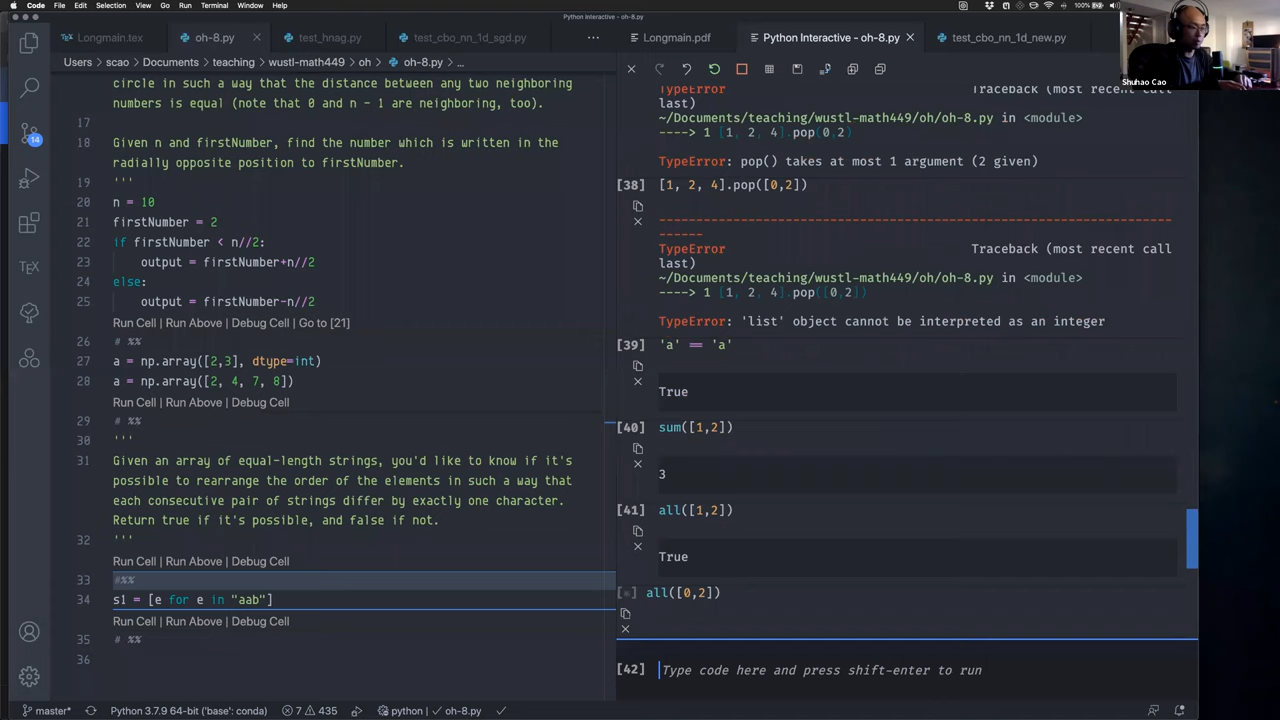 Code File Edit Selection View Go Run Terminal Window Help 100%
Python Interactive - oh-8.py
Longmain.tex oh-8.py test_hnag.py test_cbo_nn_1d_sgd.py ··· Longmain.pdf Python Interactive - oh-8.py test_cbo_nn_1d_new.py
Shuhao Cao
Users > scao > Documents > teaching > wustl-math449 > oh > oh-8.py > ...
circle in such a way that the distance between any two neighboring
numbers is equal (note that 0 and n - 1 are neighboring, too).
17
18 Given n and firstNumber, find the number which is written in the
radially opposite position to firstNumber.
19 '''
20 n = 10
21 firstNumber = 2
22 if firstNumber < n//2:
23 output = firstNumber+n//2
24 else:
25 output = firstNumber-n//2
Run Cell | Run Above | Debug Cell | Go to [21]
26 # %%
27 a = np.array([2,3], dtype=int)
28 a = np.array([2, 4, 7, 8])
Run Cell | Run Above | Debug Cell
29 # %%
30 '''
31 Given an array of equal-length strings, you'd like to know if it's
possible to rearrange the order of the elements in such a way that
each consecutive pair of strings differ by exactly one character.
Return true if it's possible, and false if not.
'''
32
Run Cell | Run Above | Debug Cell
33 #%%
34 s1 = [e for e in "aab"]
Run Cell | Run Above | Debug Cell
35 # %%
36
14
TEX
TypeError Traceback (most recent call
last)
~/Documents/teaching/wustl-math449/oh/oh-8.py in <module>
----> 1 [1, 2, 4].pop(0,2)
TypeError: pop() takes at most 1 argument (2 given)
[38] [1, 2, 4].pop([0,2])
---------------------------------------------------------------------
------
TypeError Traceback (most recent call
last)
~/Documents/teaching/wustl-math449/oh/oh-8.py in <module>
----> 1 [1, 2, 4].pop([0,2])
TypeError: 'list' object cannot be interpreted as an integer
[39] 'a' == 'a'
True
[40] sum([1,2])
3
[41] all([1,2])
True
all([0,2])
[42] Type code here and press shift-enter to run
master* Python 3.7.9 64-bit ('base': conda) 7 435 python | ✓ oh-8.py ✓